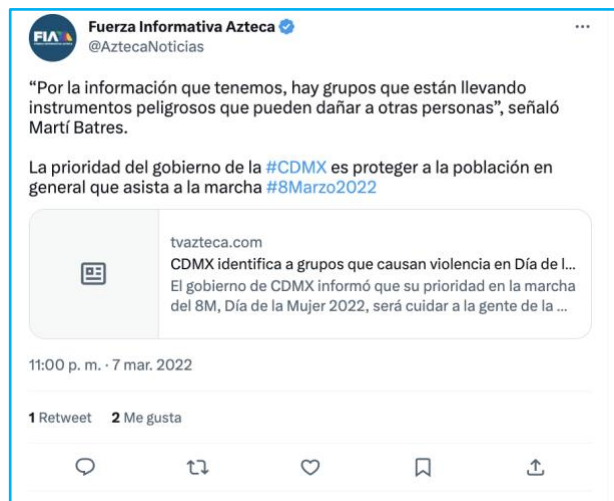 FIA
FUERZA INFORMATIVA AZTECA
Fuerza Informativa Azteca
@AztecaNoticias
“Por la información que tenemos, hay grupos que están llevando
instrumentos peligrosos que pueden dañar a otras personas”, señaló
Martí Batres.
La prioridad del gobierno de la #CDMX es proteger a la población en
general que asista a la marcha #8Marzo2022
tvazteca.com
CDMX identifica a grupos que causan violencia en Día de l...
El gobierno de CDMX informó que su prioridad en la marcha
del 8M, Día de la Mujer 2022, será cuidar a la gente de la ...
11:00 p. m. · 7 mar. 2022
1 Retweet 2 Me gusta